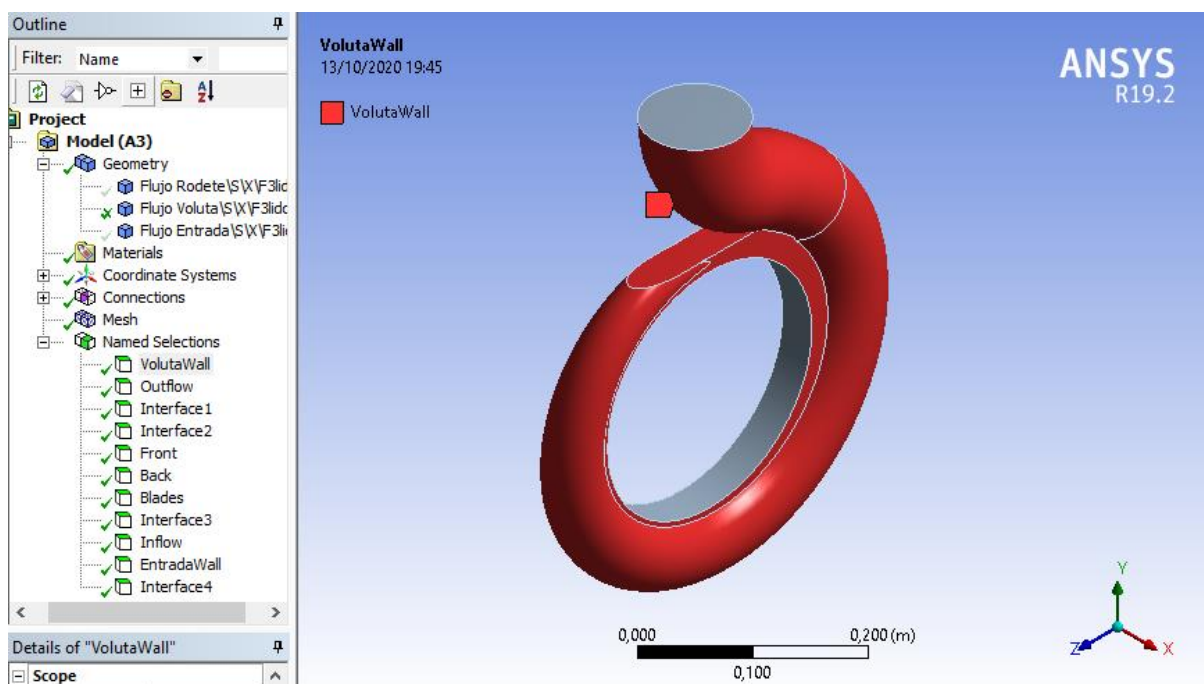 Outline
Filter: Name
Project
Model (A3)
Geometry
Flujo Rodete\S\X\F3lid
Flujo Voluta\S\X\F3lido
Flujo Entrada\S\X\F3li
Materials
Coordinate Systems
Connections
Mesh
Named Selections
VolutaWall
Outflow
Interface1
Interface2
Front
Back
Blades
Interface3
Inflow
EntradaWall
Interface4
Details of "VolutaWall"
Scope
VolutaWall
13/10/2020 19:45
VolutaWall
ANSYS
R19.2
0,000 0,200 (m)
0,100
Y
Z X